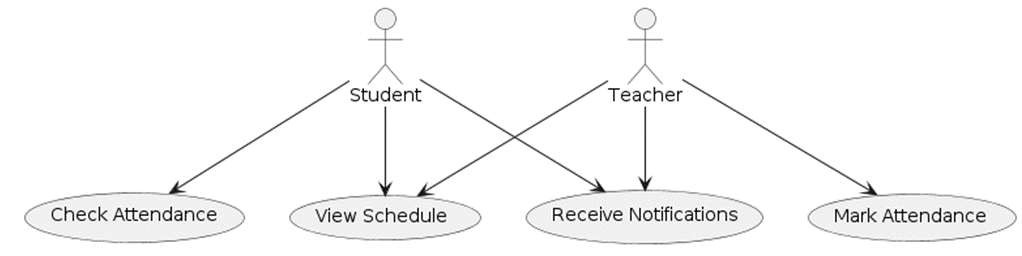 Student
Teacher
Check Attendance
View Schedule
Receive Notifications
Mark Attendance